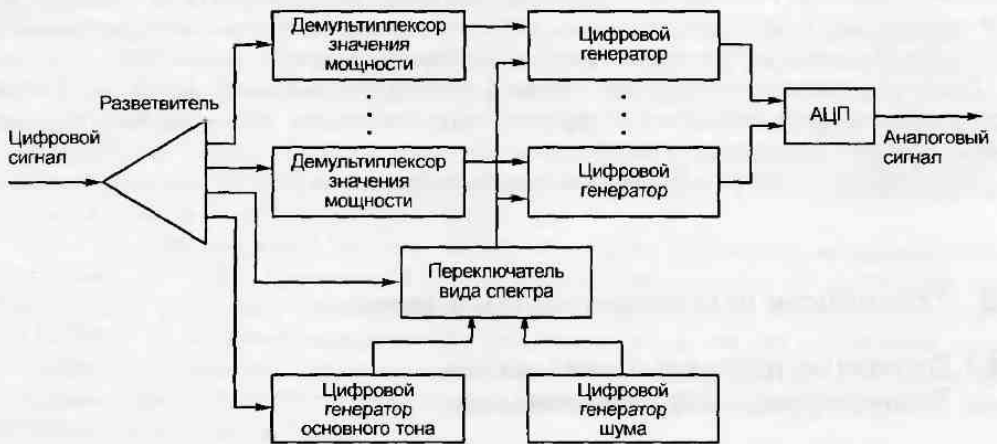 Демультиплексор
значения
мощности
Цифровой
генератор
Разветвитель
Цифровой
сигнал
АЦП
Аналоговый
сигнал
Демультиплексор
значения
мощности
Цифровой
генератор
Переключатель
вида спектра
Цифровой
генератор
основного тона
Цифровой
генератор
шума